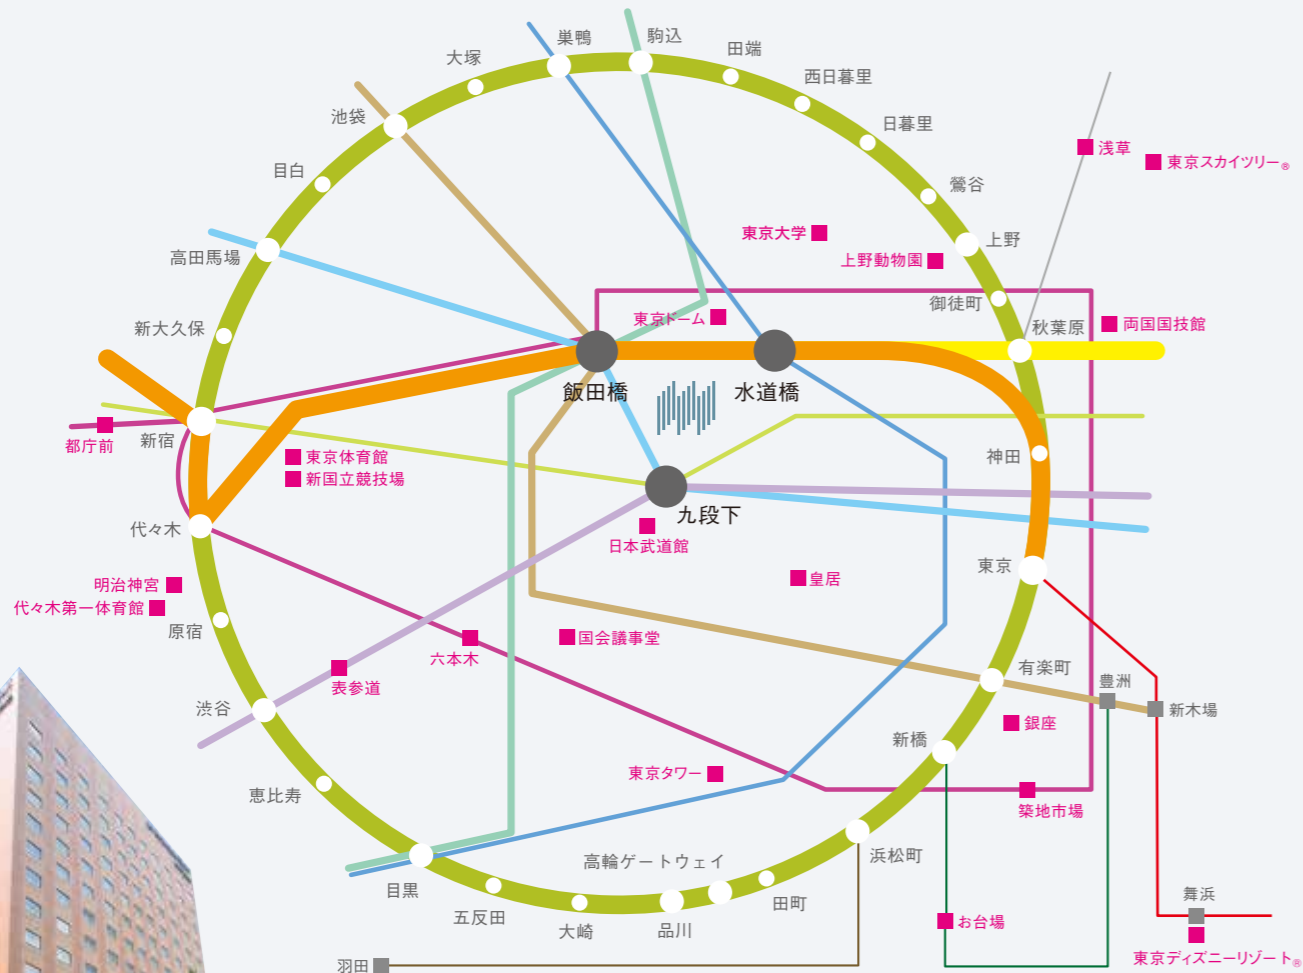 駒込
巣鴨
田端
大塚
西日暮里
池袋
日暮里
浅草
東京スカイツリー®
目白
鶯谷
東京大学
上野
高田馬場
上野動物園
御徒町
新大久保
東京ドーム
秋葉原
両国国技館
飯田橋
水道橋
新宿
都庁前
東京体育館
新国立競技場
神田
九段下
代々木
日本武道館
東京
明治神宮
皇居
代々木第一体育館
原宿
国会議事堂
六本木
有楽町
表参道
豊洲
渋谷
新木場
銀座
新橋
東京タワー
恵比寿
築地市場
高輪ゲートウェイ
浜松町
目黒
田町
舞浜
五反田
大崎
品川
お台場
東京ディズニーリゾート®
羽田